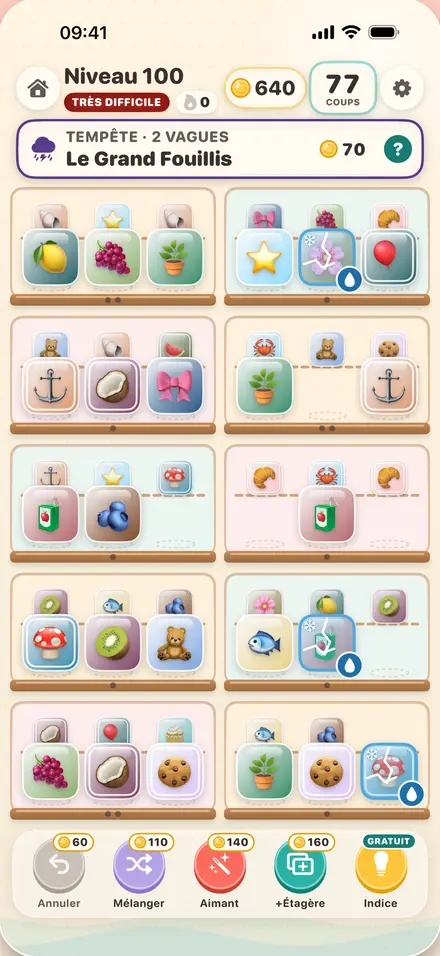 09:41
Niveau 100
TRÈS DIFFICILE
0
640
77
COUPS
TEMPÊTE · 2 VAGUES
Le Grand Fouillis
70
?
60
110
140
160
GRATUIT
Annuler
Mélanger
Aimant
+Étagère
Indice